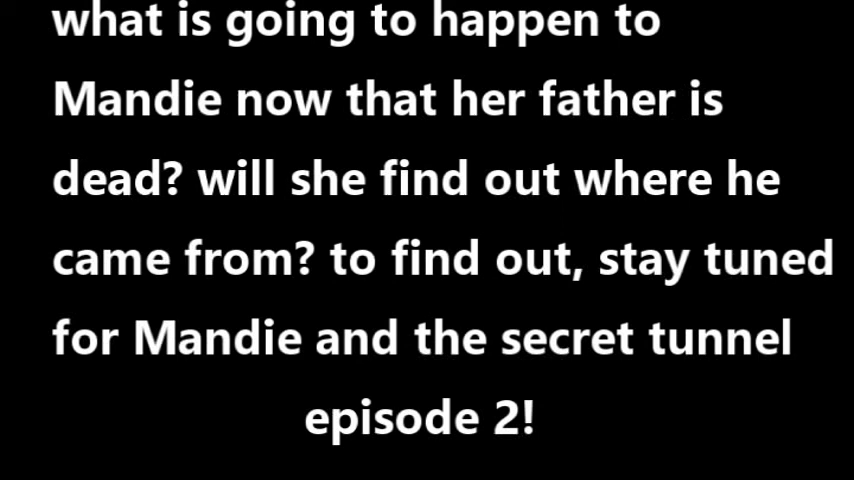 what is going to happen to
Mandie now that her father is
dead? will she find out where he
came from? to find out, stay tuned
for Mandie and the secret tunnel
episode 2!